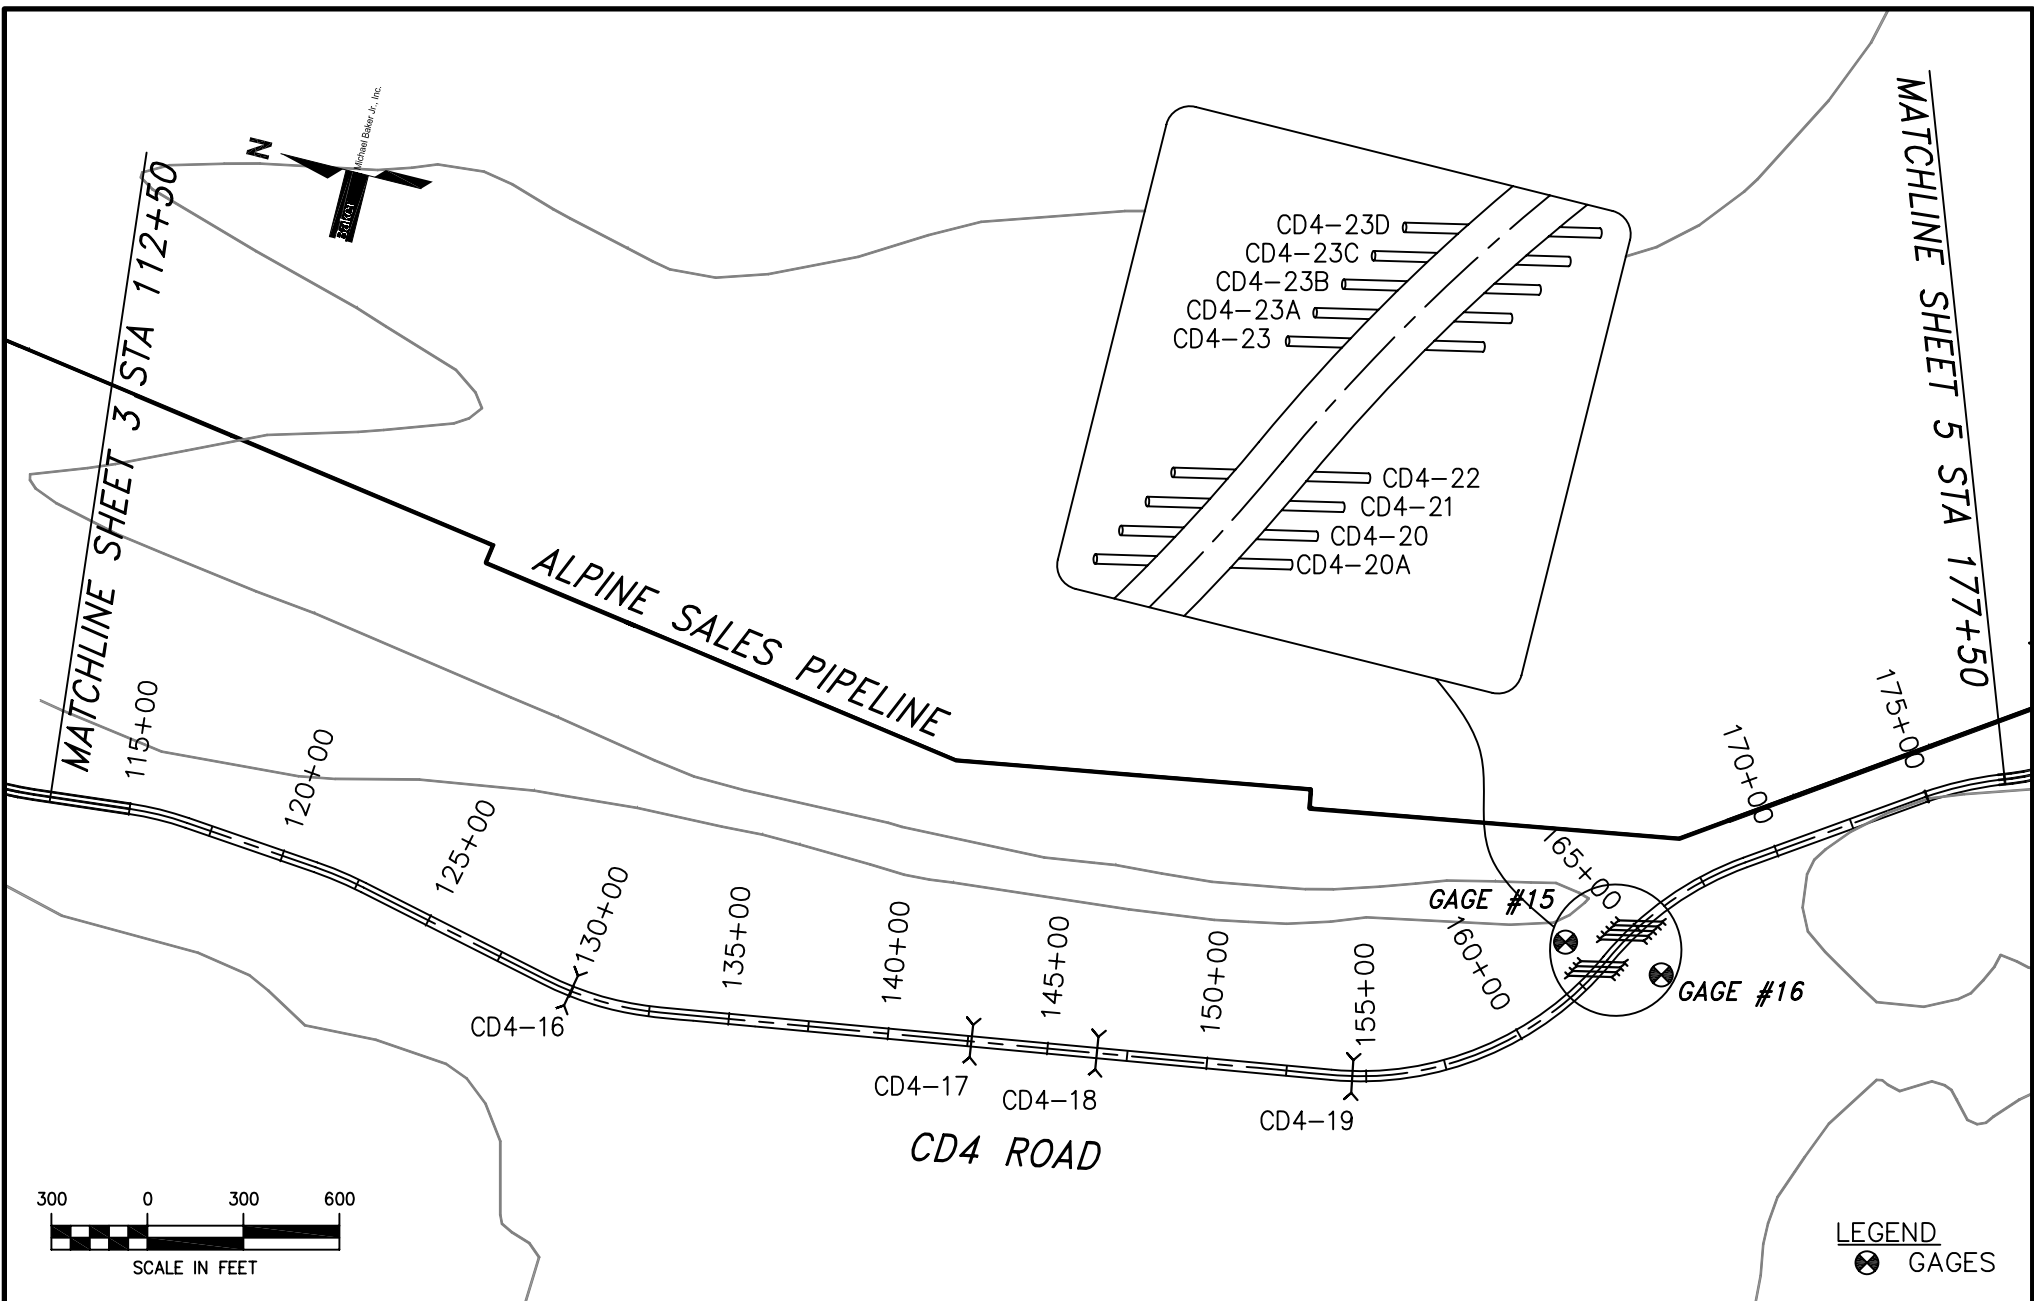 MATCHLINE SHEET 3 STA 112+50
N
Michael Baker Jr., Inc.
Baker
MATCHLINE SHEET 5 STA 177+50
CD4-23D
CD4-23C
CD4-23B
CD4-23A
CD4-23
CD4-22
CD4-21
CD4-20
CD4-20A
ALPINE SALES PIPELINE
115+00
120+00
125+00
130+00
135+00
140+00
145+00
150+00
155+00
160+00
165+00
170+00
175+00
GAGE #15
GAGE #16
CD4-16
CD4-17
CD4-18
CD4-19
CD4 ROAD
300 0 300 600
SCALE IN FEET
LEGEND
GAGES